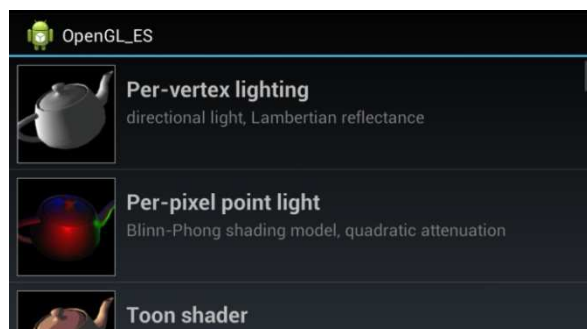 OpenGL_ES
Per-vertex lighting
directional light, Lambertian reflectance
Per-pixel point light
Blinn-Phong shading model, quadratic attenuation
Toon shader